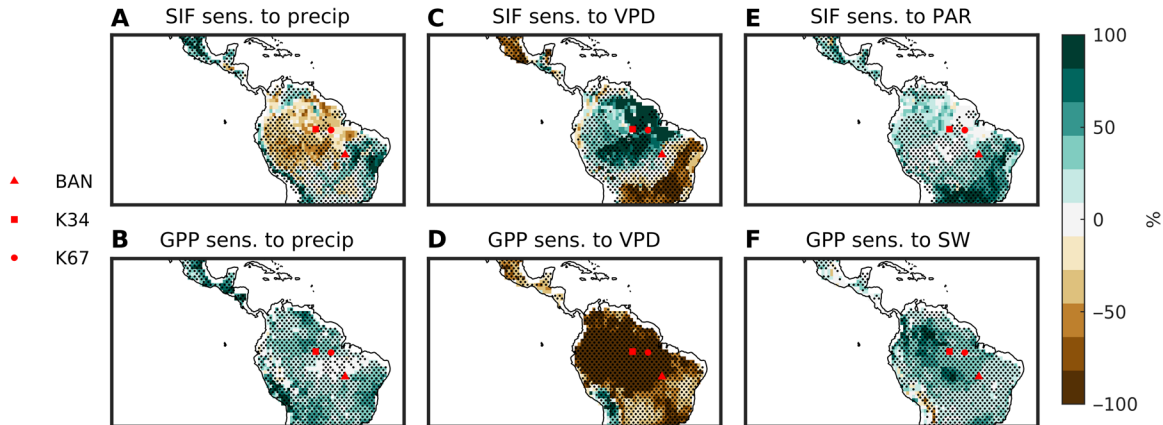 A SIF sens. to precip
C SIF sens. to VPD
E SIF sens. to PAR
BAN
K34
K67
B GPP sens. to precip
D GPP sens. to VPD
F GPP sens. to SW
100
50
0
−50
−100
%